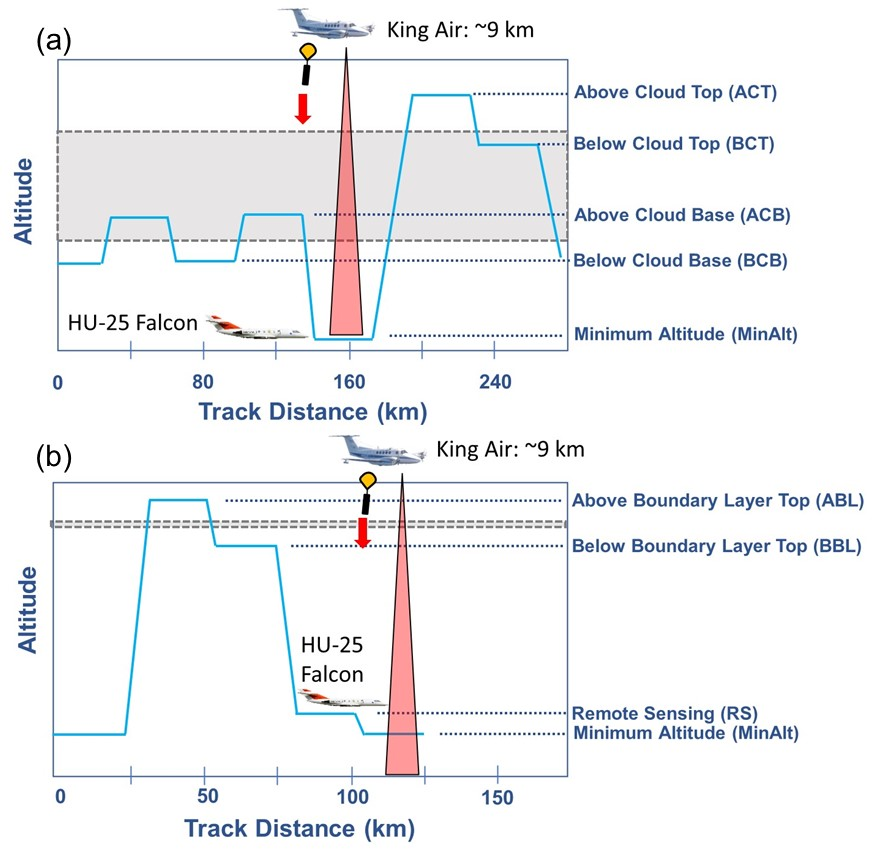 (a)
King Air: ~9 km
Above Cloud Top (ACT)
Below Cloud Top (BCT)
Altitude
Above Cloud Base (ACB)
Below Cloud Base (BCB)
HU-25 Falcon
Minimum Altitude (MinAlt)
0 80 160 240
Track Distance (km)
(b)
King Air: ~9 km
Above Boundary Layer Top (ABL)
Below Boundary Layer Top (BBL)
Altitude
HU-25
Falcon
Remote Sensing (RS)
Minimum Altitude (MinAlt)
0 50 100 150
Track Distance (km)